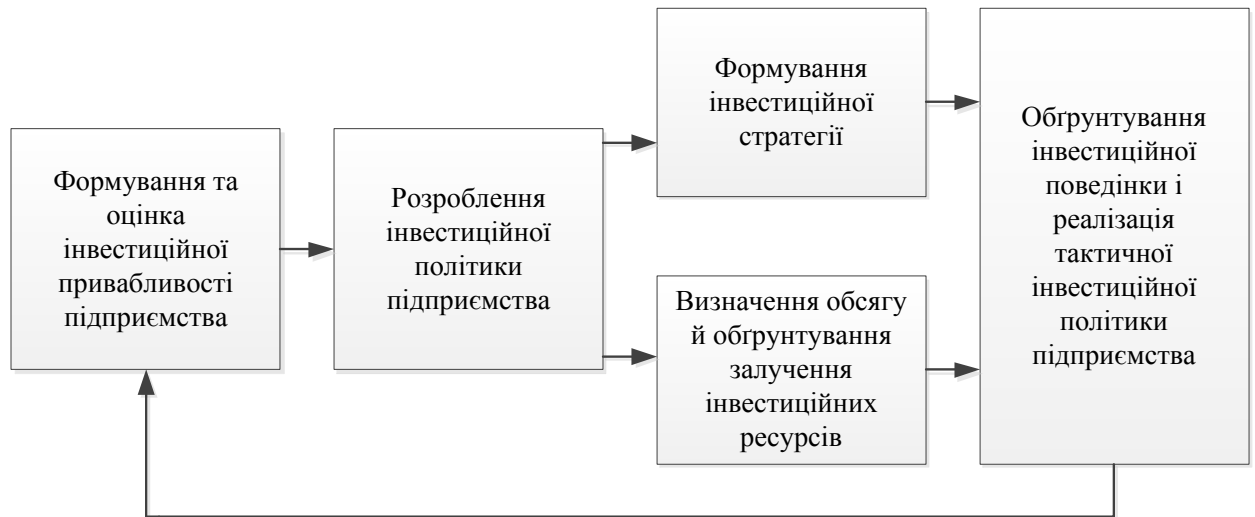 Формування та
оцінка
інвестиційної
привабливості
підприємства
Розроблення
інвестиційної
політики
підприємства
Формування
інвестиційної
стратегії
Визначення обсягу
й обґрунтування
залучення
інвестиційних
ресурсів
Обґрунтування
інвестиційної
поведінки і
реалізація
тактичної
інвестиційної
політики
підприємства